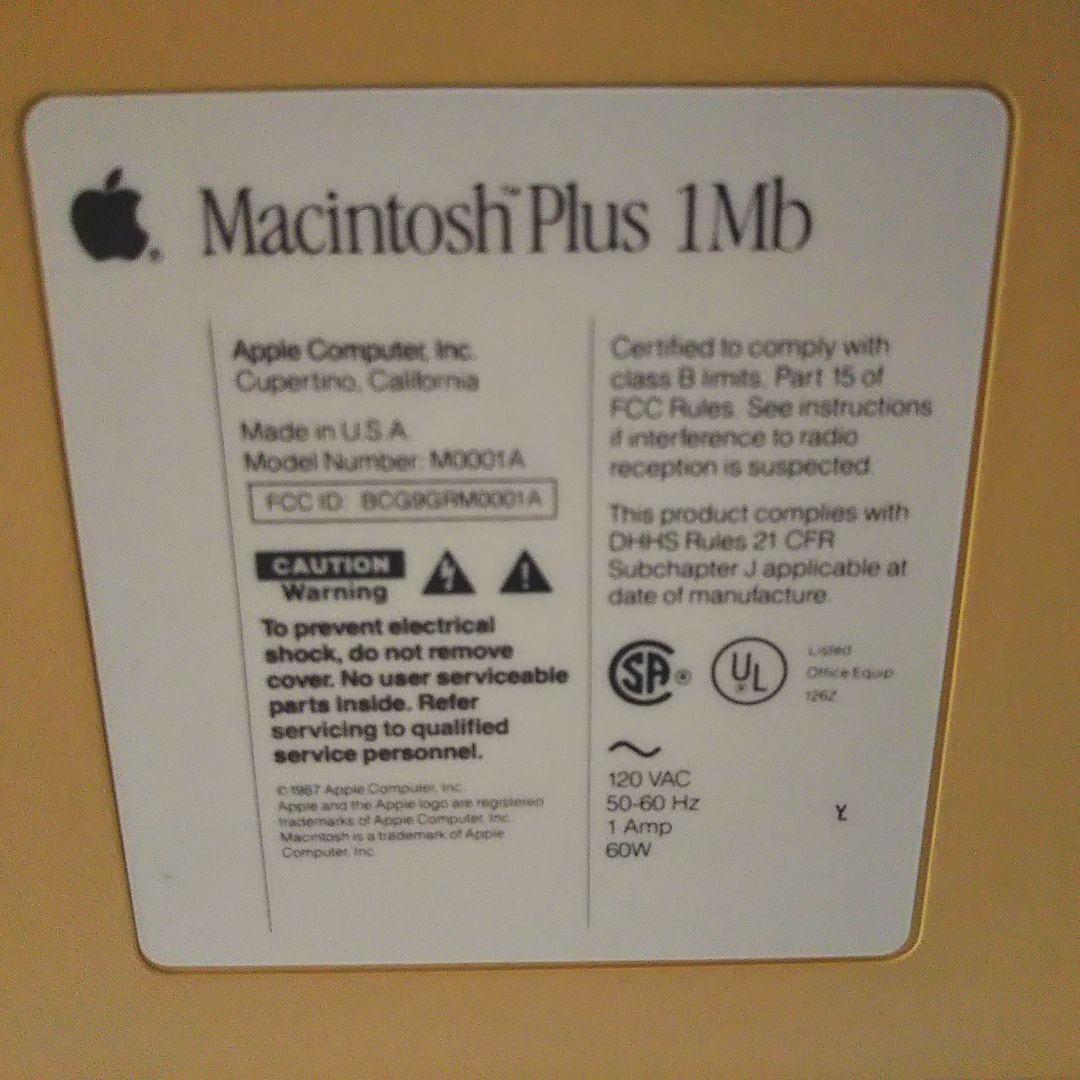 Macintosh™ Plus 1Mb
Apple Computer, Inc.
Cupertino, California
Made in U.S.A.
Model Number: M0001A
FCC ID: BCG9GRM0001A
CAUTION
Warning
To prevent electrical
shock, do not remove
cover. No user serviceable
parts inside. Refer
servicing to qualified
service personnel.
©1987 Apple Computer, Inc.
Apple and the Apple logo are registered
trademarks of Apple Computer, Inc.
Macintosh is a trademark of Apple
Computer, Inc.
Certified to comply with
class B limits, Part 15 of
FCC Rules. See instructions
if interference to radio
reception is suspected.
This product complies with
DHHS Rules 21 CFR
Subchapter J applicable at
date of manufacture.
SA ®
UL ®
Listed
Office Equip
126Z
120 VAC
50-60 Hz
1 Amp
60W
Y